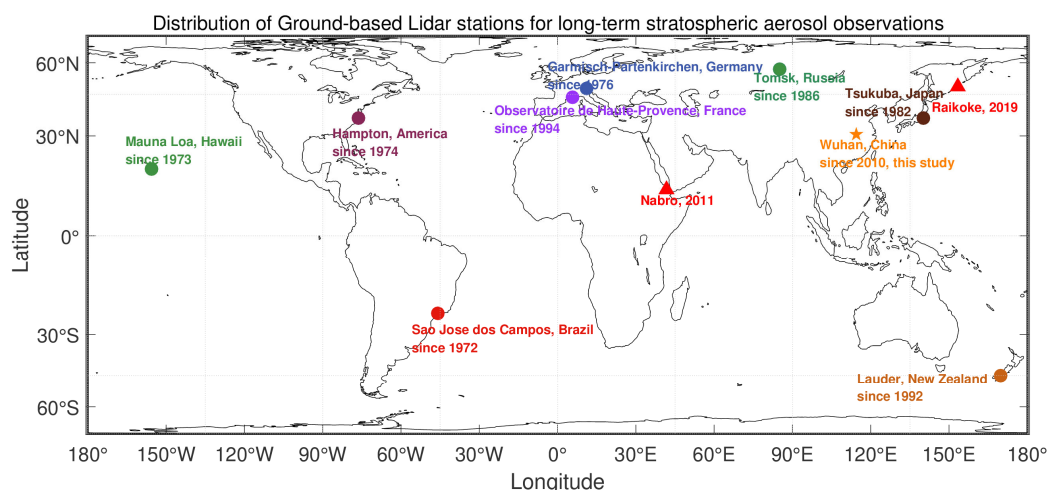 Distribution of Ground-based Lidar stations for long-term stratospheric aerosol observations
Latitude
60°N
30°N
0°
30°S
60°S
Garmisch-Partenkirchen, Germany
since 1976
Tomsk, Russia
since 1986
Tsukuba, Japan
since 1982
Raikoke, 2019
Observatoire de Haute-Provence, France
since 1994
Hampton, America
since 1974
Mauna Loa, Hawaii
since 1973
Wuhan, China
since 2010, this study
Nabro, 2011
Sao Jose dos Campos, Brazil
since 1972
Lauder, New Zealand
since 1992
180° 150°W 120°W 90°W 60°W 30°W 0° 30°E 60°E 90°E 120°E 150°E 180°
Longitude